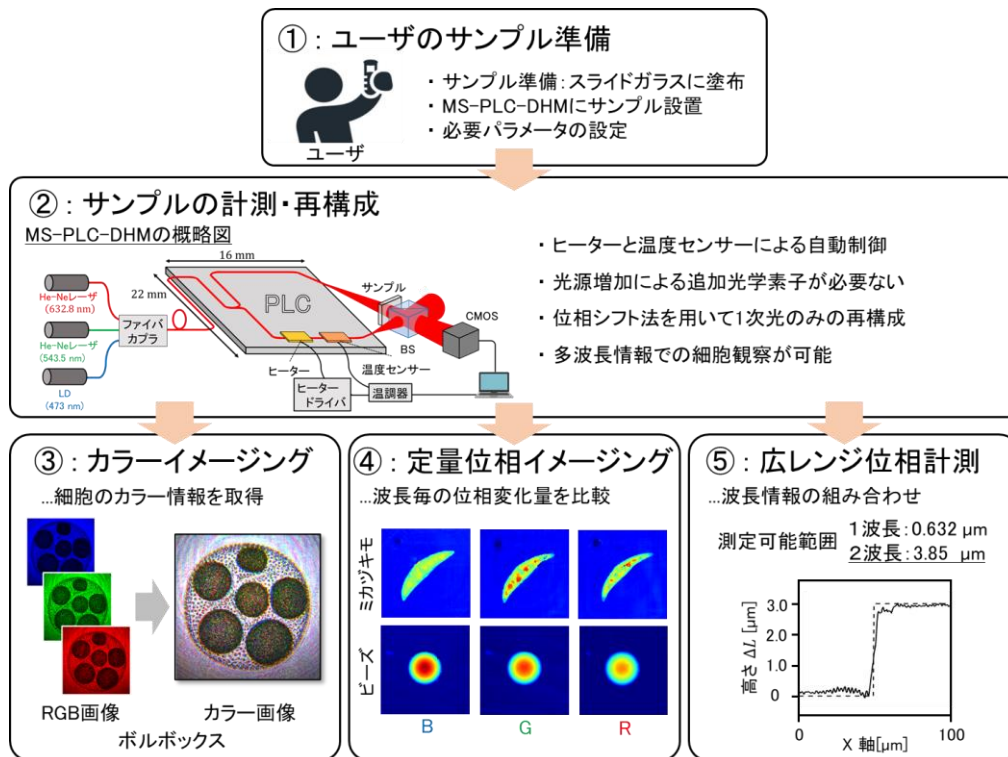 ①：ユーザのサンプル準備
・サンプル準備：スライドガラスに塗布
・MS-PLC-DHMにサンプル設置
・必要パラメータの設定
ユーザ
②：サンプルの計測・再構成
MS-PLC-DHMの概略図
16 mm
22 mm
PLC
He-Neレーザ
(632.8 nm)
He-Neレーザ
(543.5 nm)
LD
(473 nm)
ファイバ
カプラ
サンプル
CMOS
BS
ヒーター
温度センサー
ヒーター
ドライバ
温調器
・ヒーターと温度センサーによる自動制御
・光源増加による追加光学素子が必要ない
・位相シフト法を用いて1次光のみの再構成
・多波長情報での細胞観察が可能
③：カラーイメージング
...細胞のカラー情報を取得
RGB画像
カラー画像
ボルボックス
④：定量位相イメージング
...波長毎の位相変化量を比較
ミカヅキモ
ビーズ
B
G
R
⑤：広レンジ位相計測
...波長情報の組み合わせ
測定可能範囲
1波長：0.632 μm
2波長：3.85 μm
高さ ΔL [μm]
3.0
2.0
1.0
0
0
100
X 軸[μm]